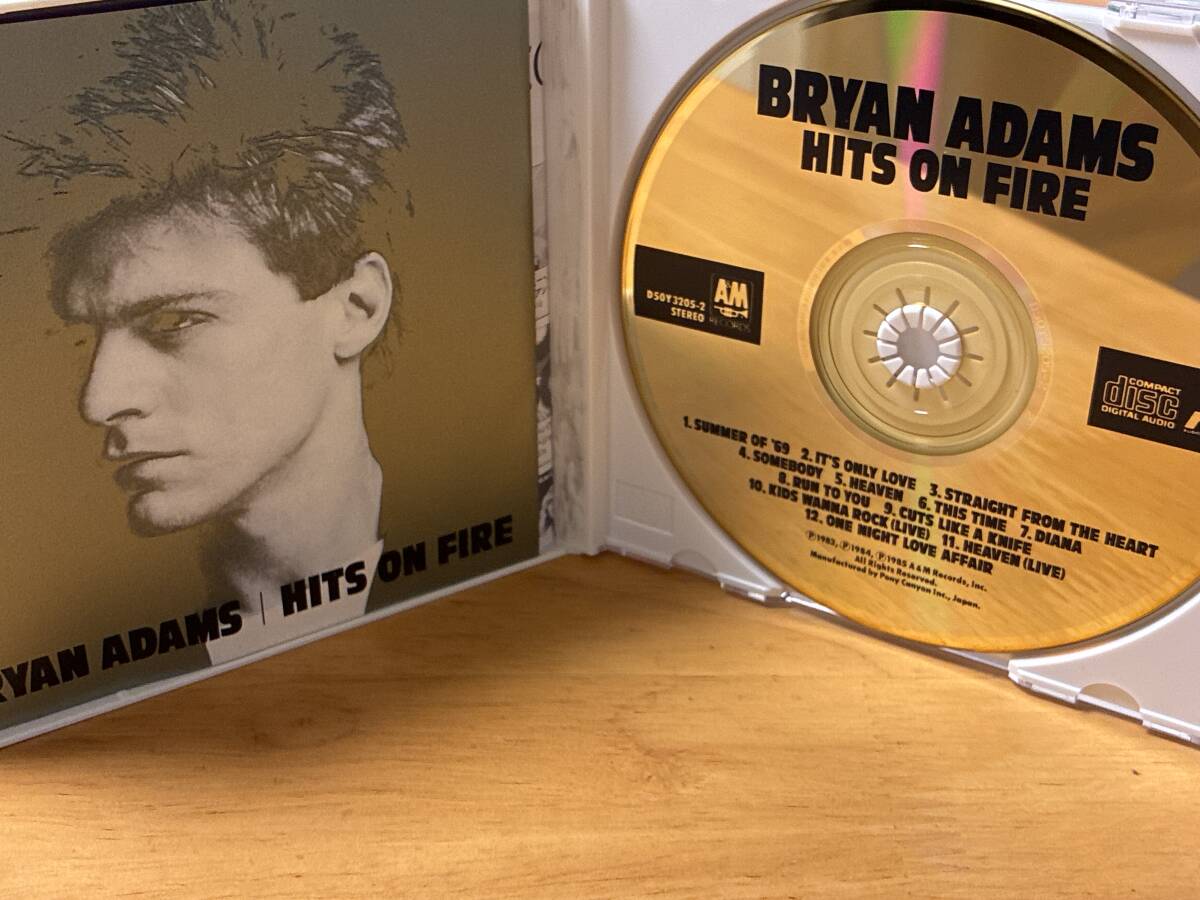 RYAN ADAMS | HITS ON FIRE
BRYAN ADAMS
HITS ON FIRE
D50Y3205-2
STEREO
A&M
RECORDS
COMPACT
disc
DIGITAL AUDIO
1. SUMMER OF '69 2. IT'S ONLY LOVE 3. STRAIGHT FROM THE HEART
4. SOMEBODY 5. HEAVEN 6. THIS TIME 7. DIANA
8. RUN TO YOU 9. CUTS LIKE A KNIFE
10. KIDS WANNA ROCK (LIVE) 11. HEAVEN (LIVE)
12. ONE NIGHT LOVE AFFAIR
℗1983, ℗1984, ℗1985 A&M Records, Inc.
All Rights Reserved.
Manufactured by Pony Canyon Inc., Japan.